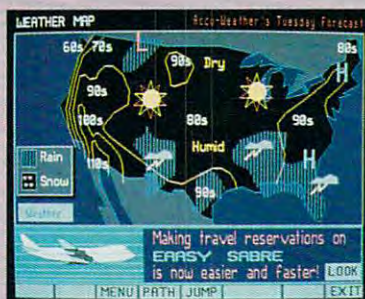 WEATHER MAP Accu-Weather's Tuesday Forecast
60s 70s L 80s
90s Dry H
90s 90s
100s 80s
Rain Humid
Snow 110s H
90s
Weather
Making travel reservations on
EAASY SABRE
is now easier and faster! LOOK
MENU PATH JUMP EXIT